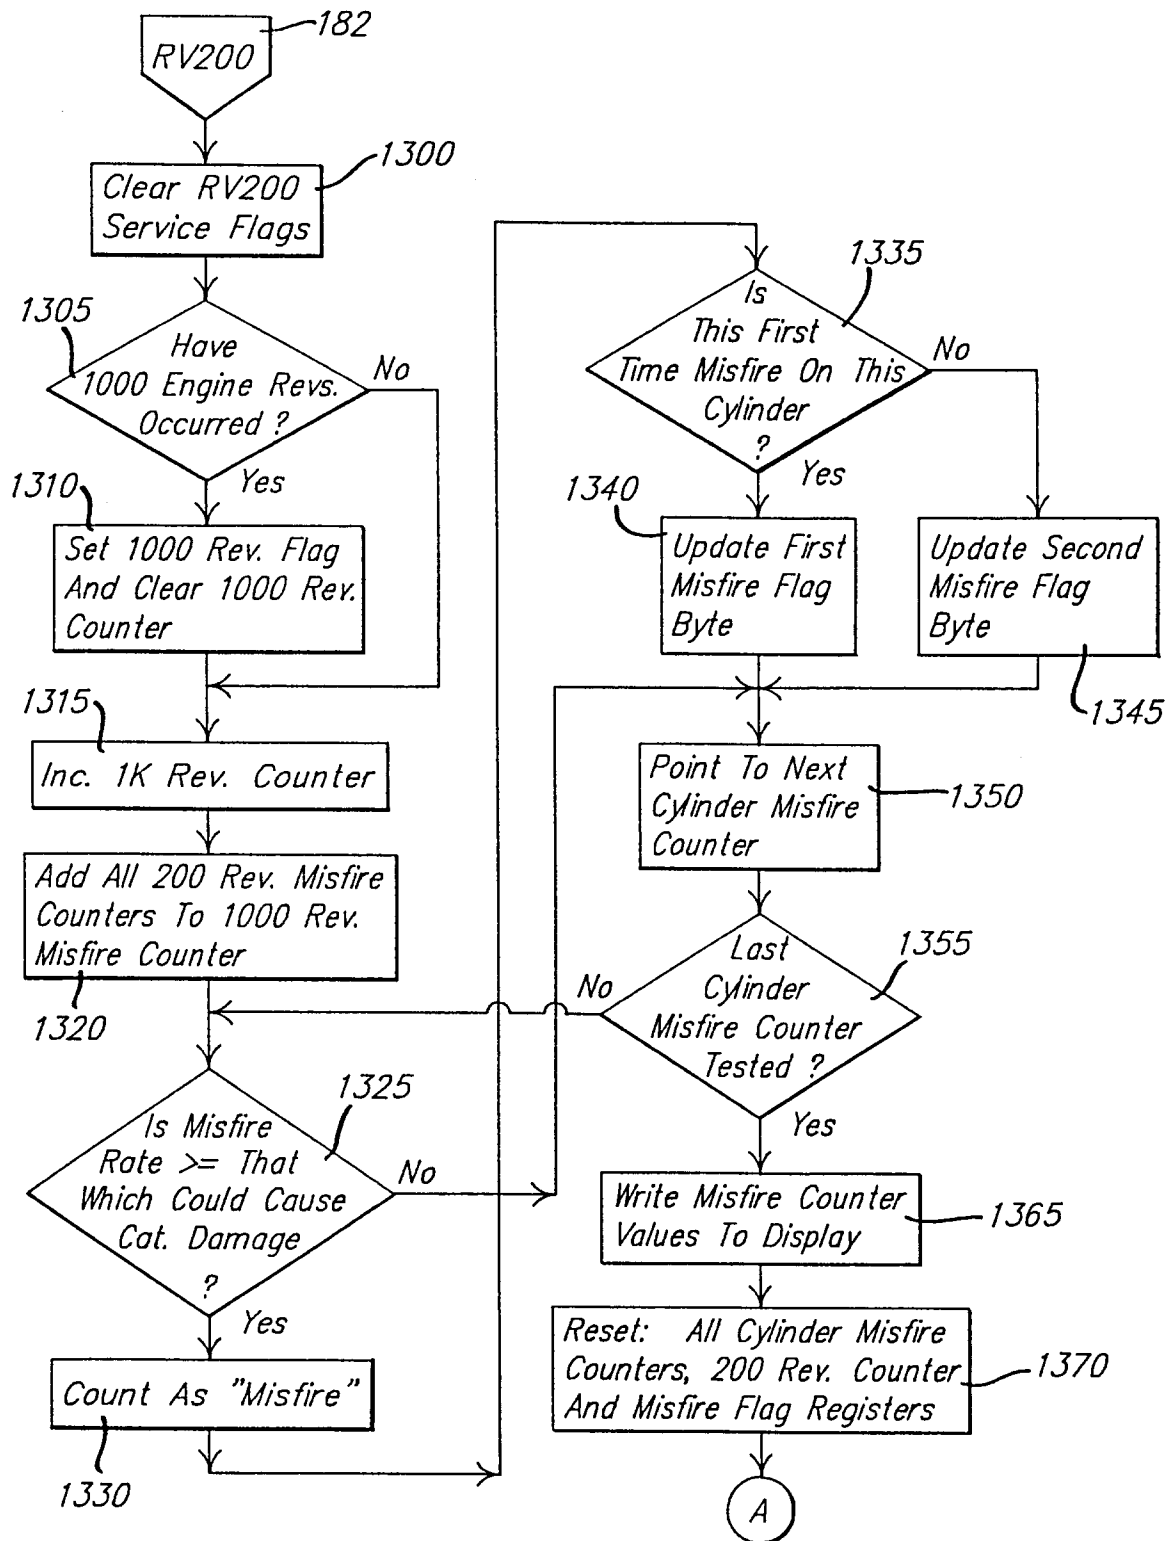 182
RV200
1300
Clear RV200
Service Flags
1305
Have
1000 Engine Revs.
Occurred ?
No
Yes
1310
Set 1000 Rev. Flag
And Clear 1000 Rev.
Counter
1315
Inc. 1K Rev. Counter
Add All 200 Rev. Misfire
Counters To 1000 Rev.
Misfire Counter
1320
1325
Is Misfire
Rate >= That
Which Could Cause
Cat. Damage
?
No
Yes
Count As "Misfire"
1330
1335
Is
This First
Time Misfire On This
Cylinder
?
No
Yes
1340
Update First
Misfire Flag
Byte
Update Second
Misfire Flag
Byte
1345
Point To Next
Cylinder Misfire
Counter
1350
1355
Last
Cylinder
Misfire Counter
Tested ?
No
Yes
Write Misfire Counter
Values To Display
1365
Reset: All Cylinder Misfire
Counters, 200 Rev. Counter
And Misfire Flag Registers
1370
A